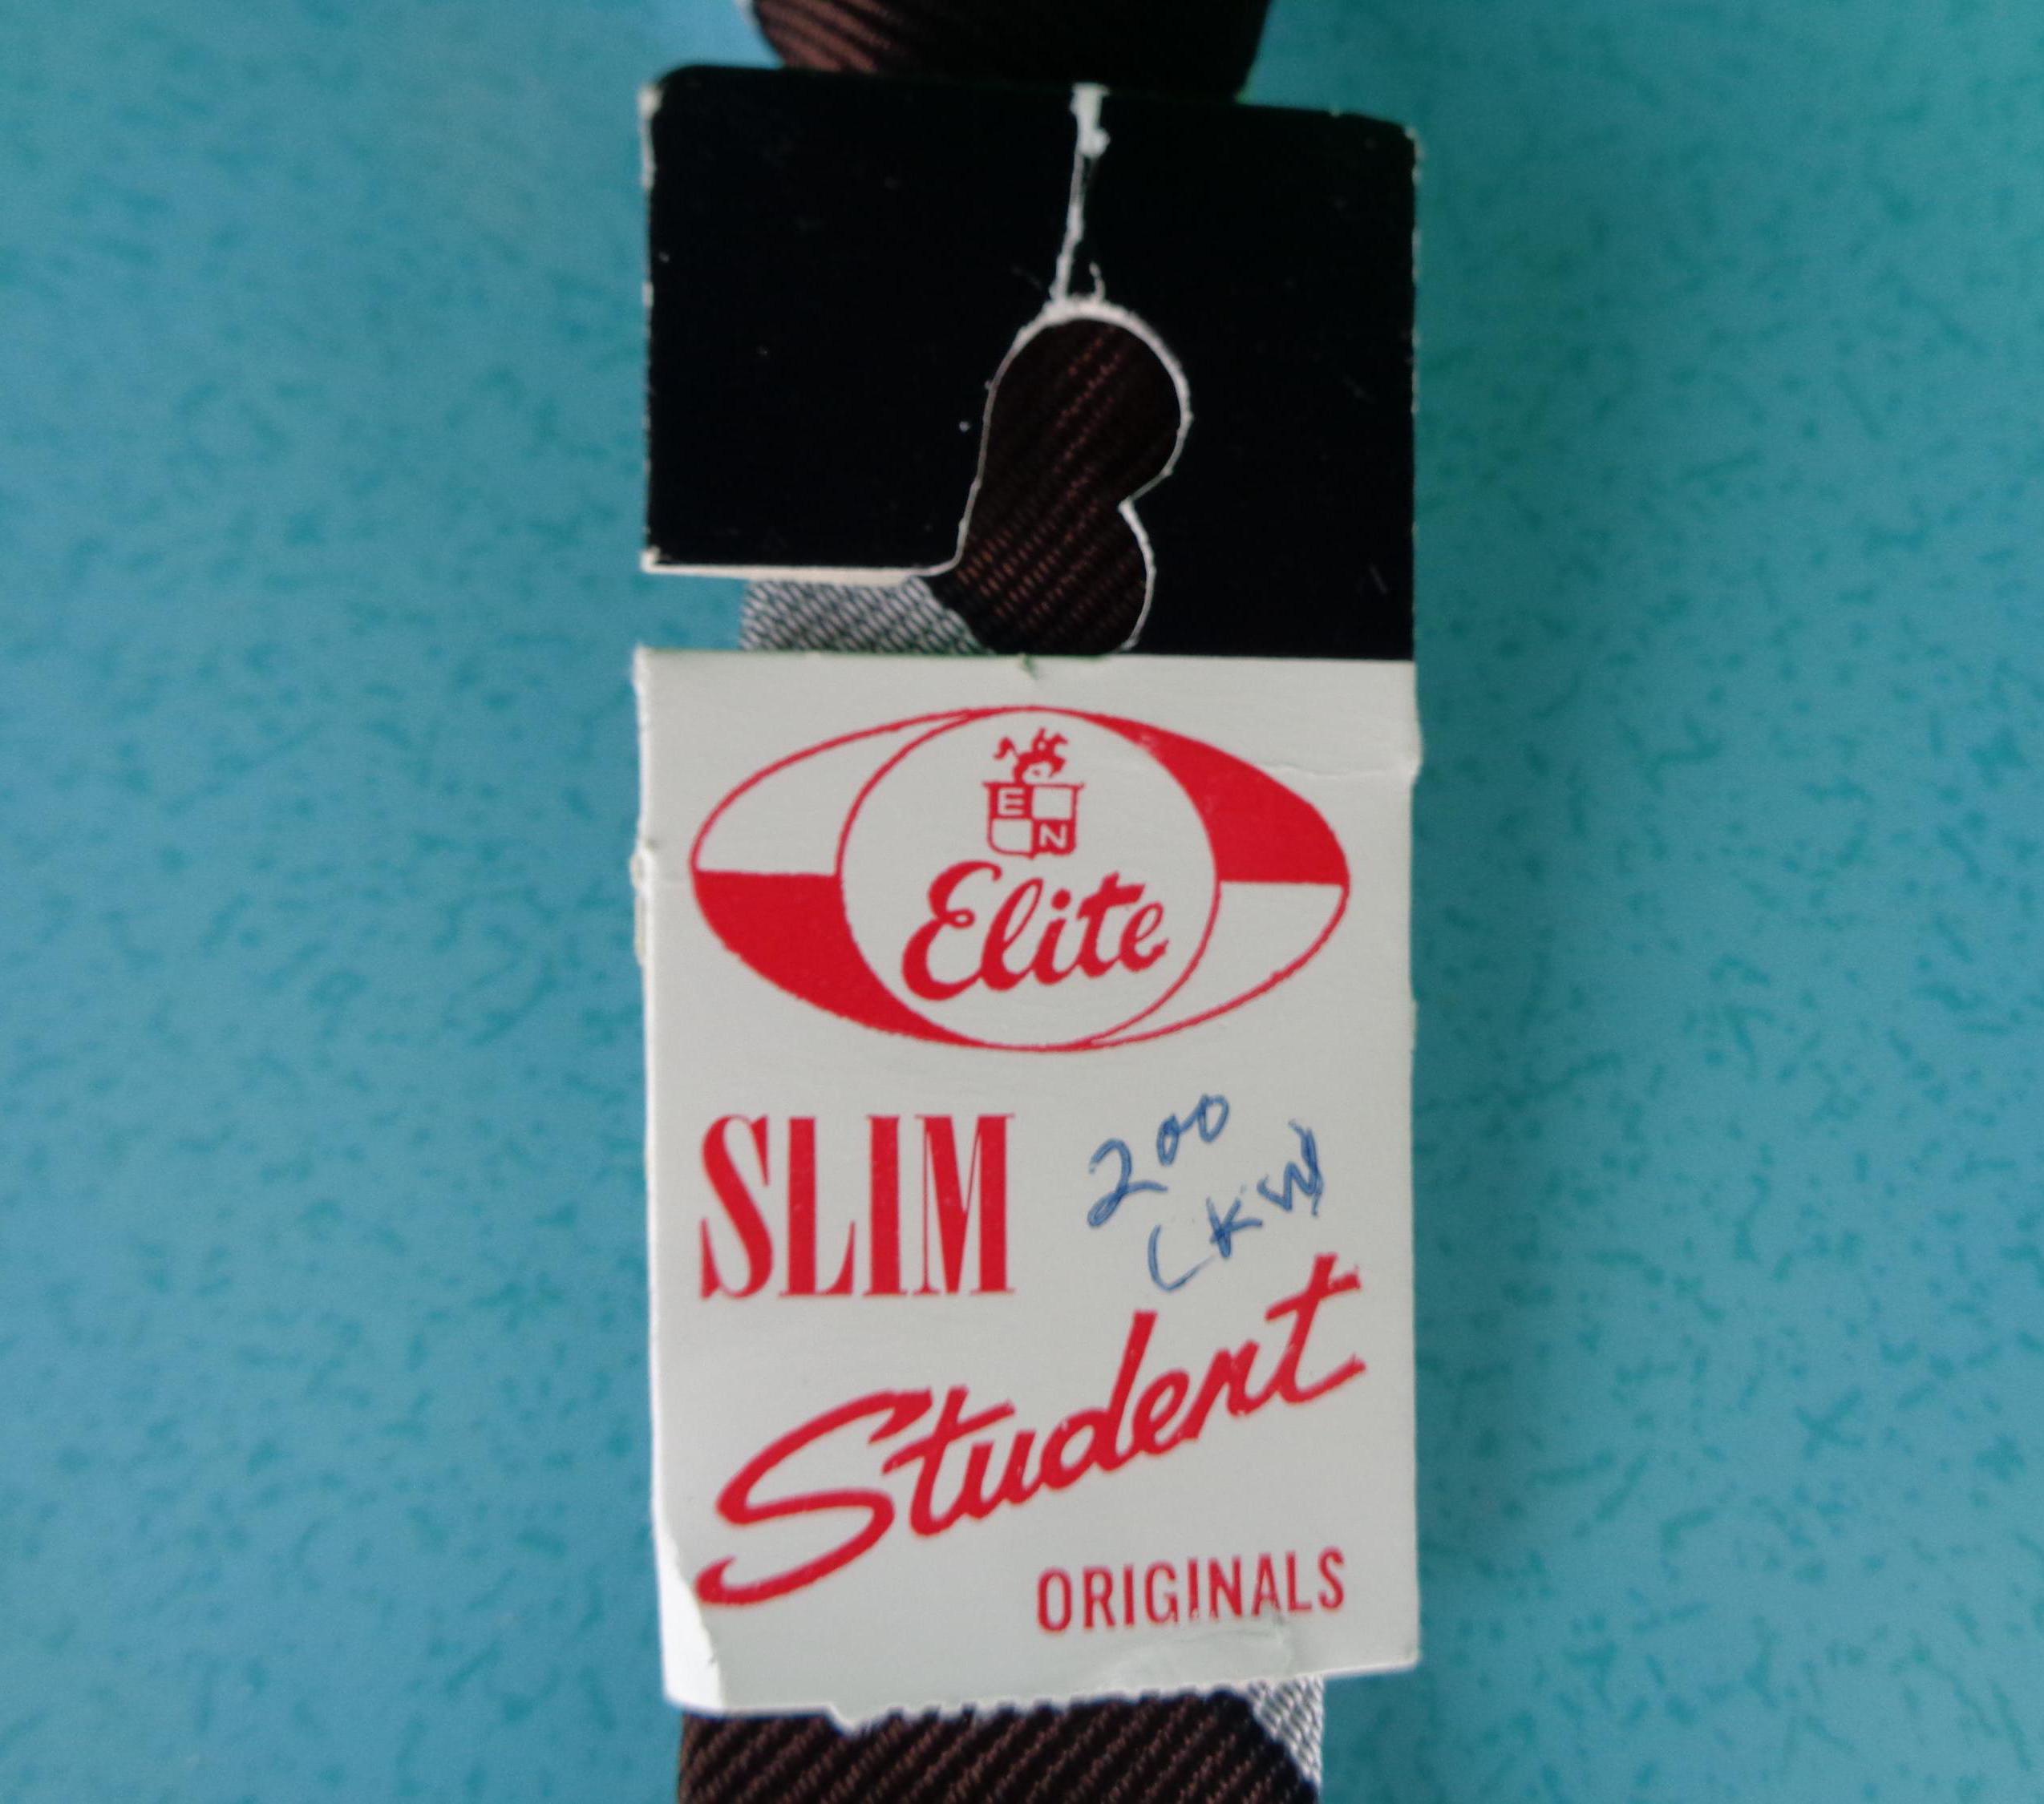 E
N
Elite
SLIM
200
LKW
Student
ORIGINALS